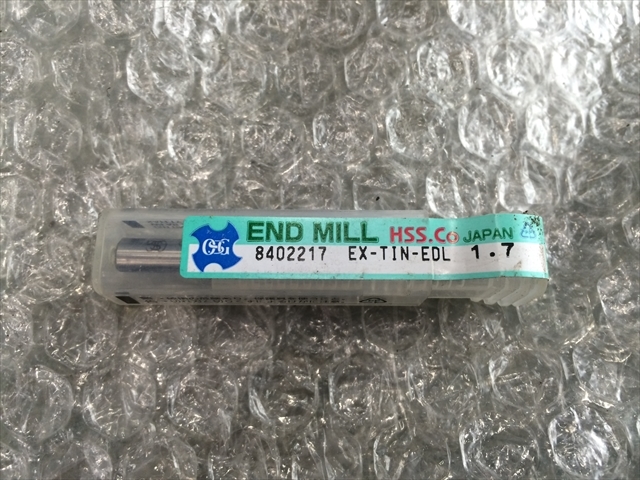 OSG
END MILL HSS.Co JAPAN
8402217 EX-TIN-EDL 1.7